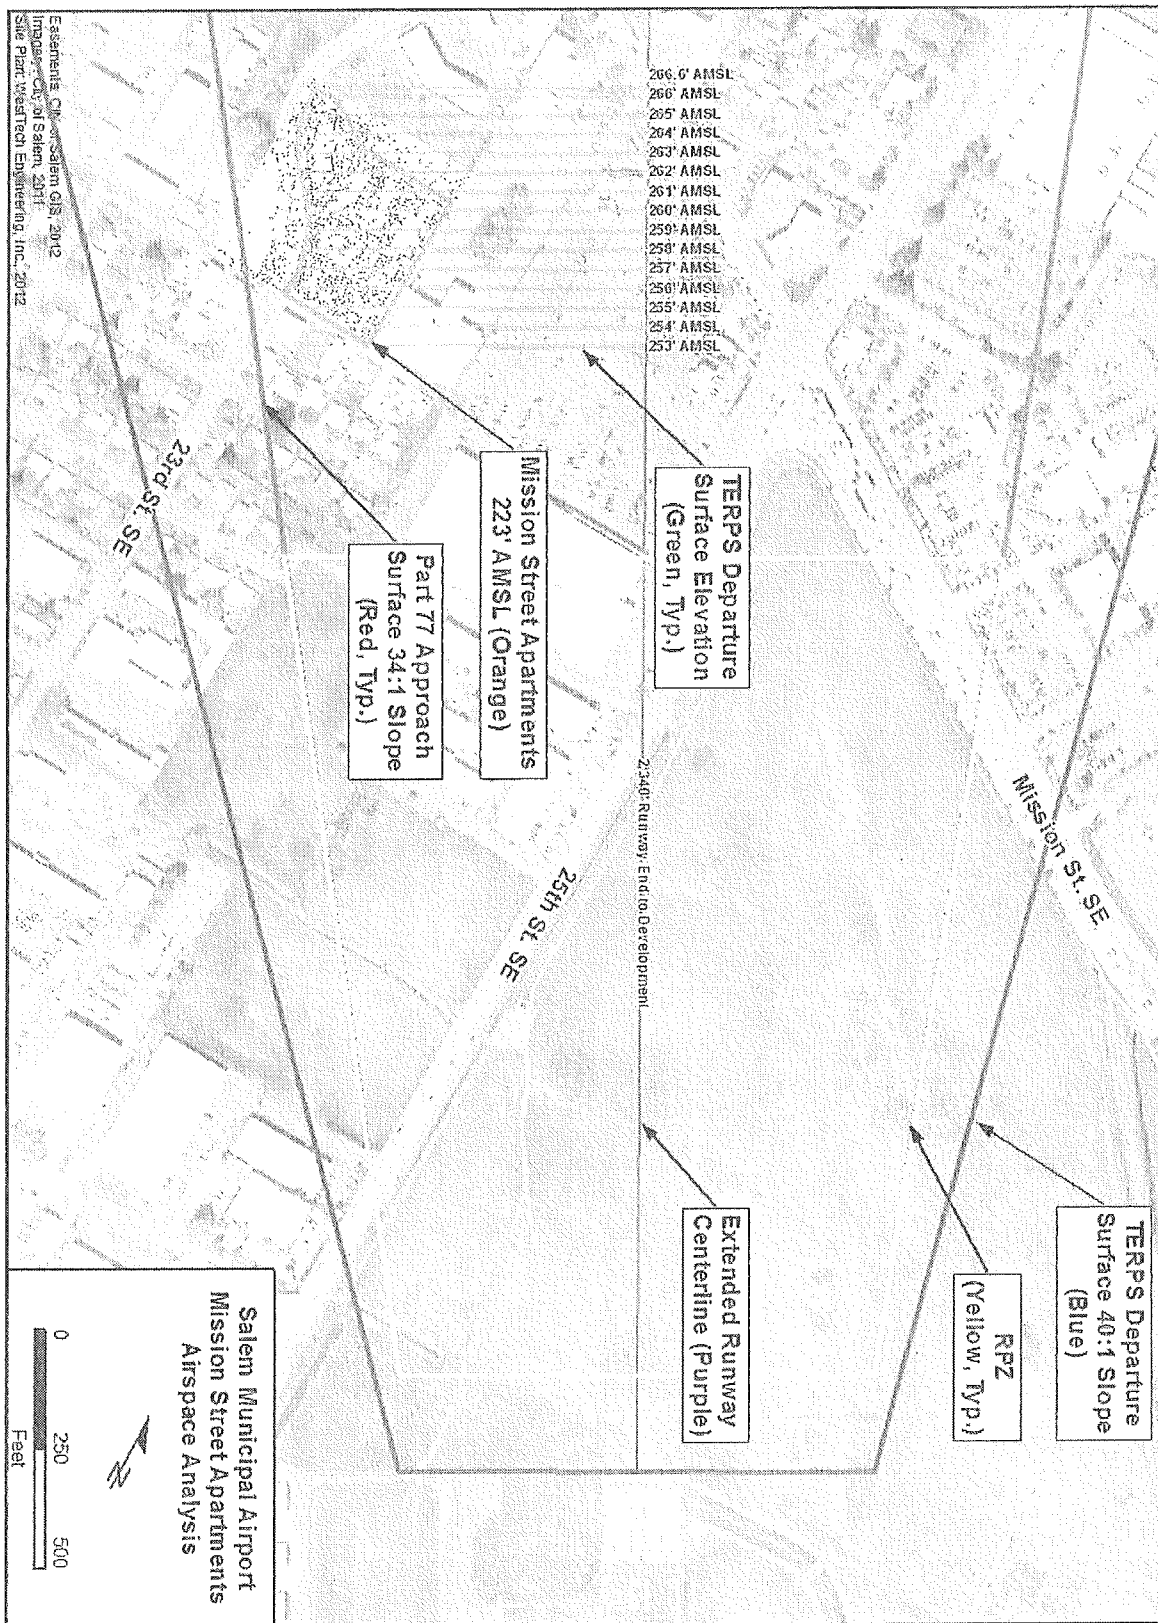 266.6' AMSL
266' AMSL
265' AMSL
264' AMSL
263' AMSL
262' AMSL
261' AMSL
260' AMSL
259' AMSL
258' AMSL
257' AMSL
256' AMSL
255' AMSL
254' AMSL
253' AMSL
TERPS Departure
Surface Elevation
(Green, Typ.)
Mission Street Apartments
223' AMSL (Orange)
Part 77 Approach
Surface 34:1 Slope
(Red, Typ.)
23rd St. SE
25th St. SE
Mission St. SE
2,340' Runway End to Development
TERPS Departure
Surface 40:1 Slope
(Blue)
RPZ
(Yellow, Typ.)
Extended Runway
Centerline (Purple)
Salem Municipal Airport
Mission Street Apartments
Airspace Analysis
N
0 250 500
Feet
Easements: City of Salem GIS, 2012
Imagery: City of Salem, 2011
Site Plan: WestTech Engineering, Inc., 2012